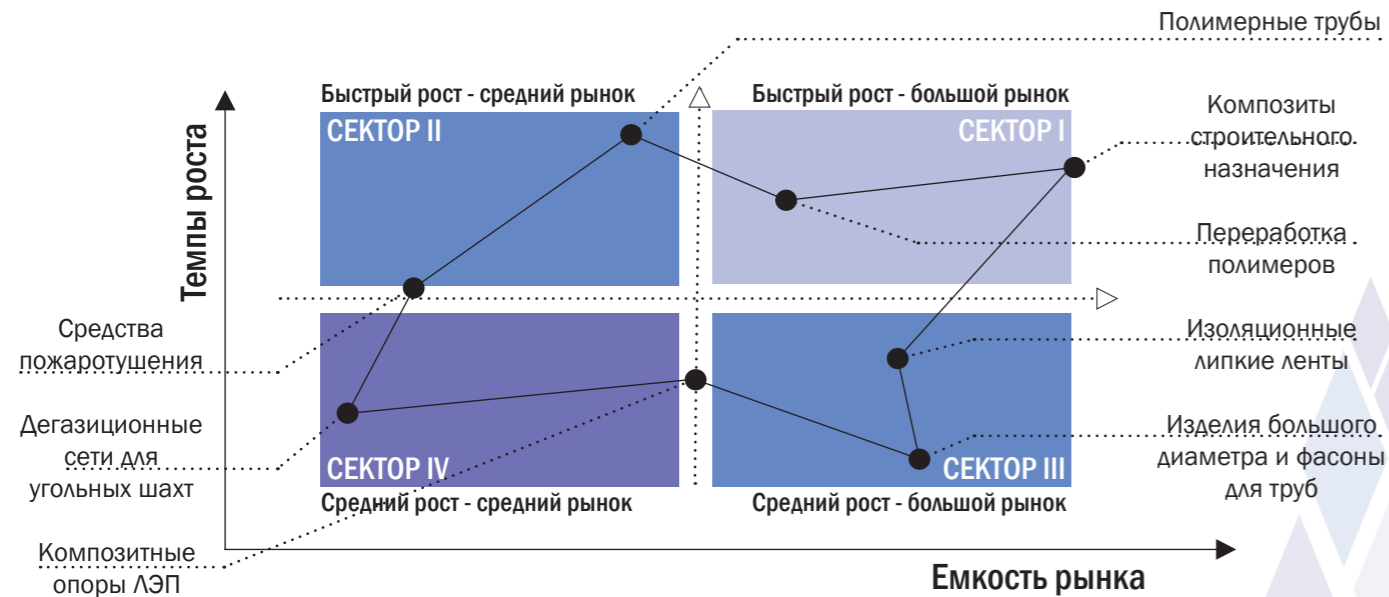 Полимерные трубы
Быстрый рост - средний рынок
Быстрый рост - большой рынок
СЕКТОР II
СЕКТОР I
Композиты
строительного
назначения
Темпы роста
Переработка
полимеров
Средства
пожаротушения
Изоляционные
липкие ленты
Дегазиционные
сети для
угольных шахт
Изделия большого
диаметра и фасоны
для труб
СЕКТОР IV
СЕКТОР III
Средний рост - средний рынок
Средний рост - большой рынок
Композитные
опоры ЛЭП
Емкость рынка